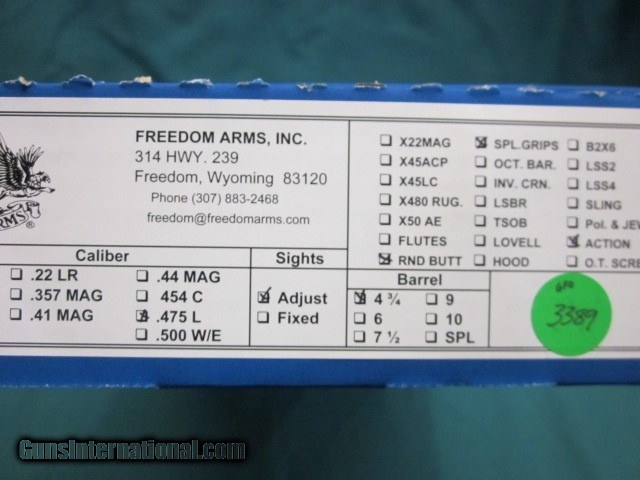 FREEDOM ARMS, INC.
314 HWY. 239
Freedom, Wyoming 83120
Phone (307) 883-2468
freedom@freedomarms.com
ARMS
®
X22MAG
X45ACP
X45LC
X480 RUG.
X50 AE
FLUTES
RND BUTT
SPL.GRIPS
OCT. BAR.
INV. CRN.
LSBR
TSOB
LOVELL
HOOD
B2X6
LSS2
LSS4
SLING
Pol. & JEW
ACTION
O.T. SCRE
Caliber
.22 LR
.357 MAG
.41 MAG
.44 MAG
454 C
.475 L
.500 W/E
Sights
Adjust
Fixed
Barrel
4 ¾
6
7 ½
9
10
SPL
3389
GunsInternational.com